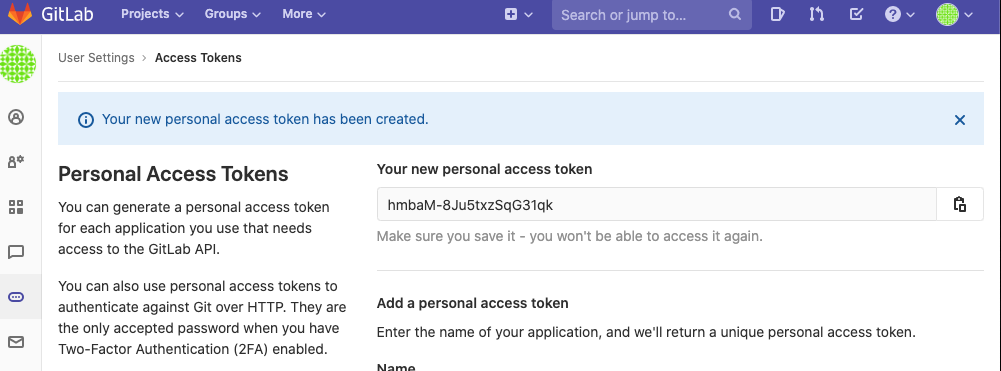 GitLab Projects Groups More Search or jump to...
User Settings › Access Tokens
Your new personal access token has been created.
Personal Access Tokens
You can generate a personal access token
for each application you use that needs
access to the GitLab API.
You can also use personal access tokens to
authenticate against Git over HTTP. They are
the only accepted password when you have
Two-Factor Authentication (2FA) enabled.
Your new personal access token
hmbaM-8Ju5txzSqG31qk
Make sure you save it - you won't be able to access it again.
Add a personal access token
Enter the name of your application, and we'll return a unique personal access token.
Name